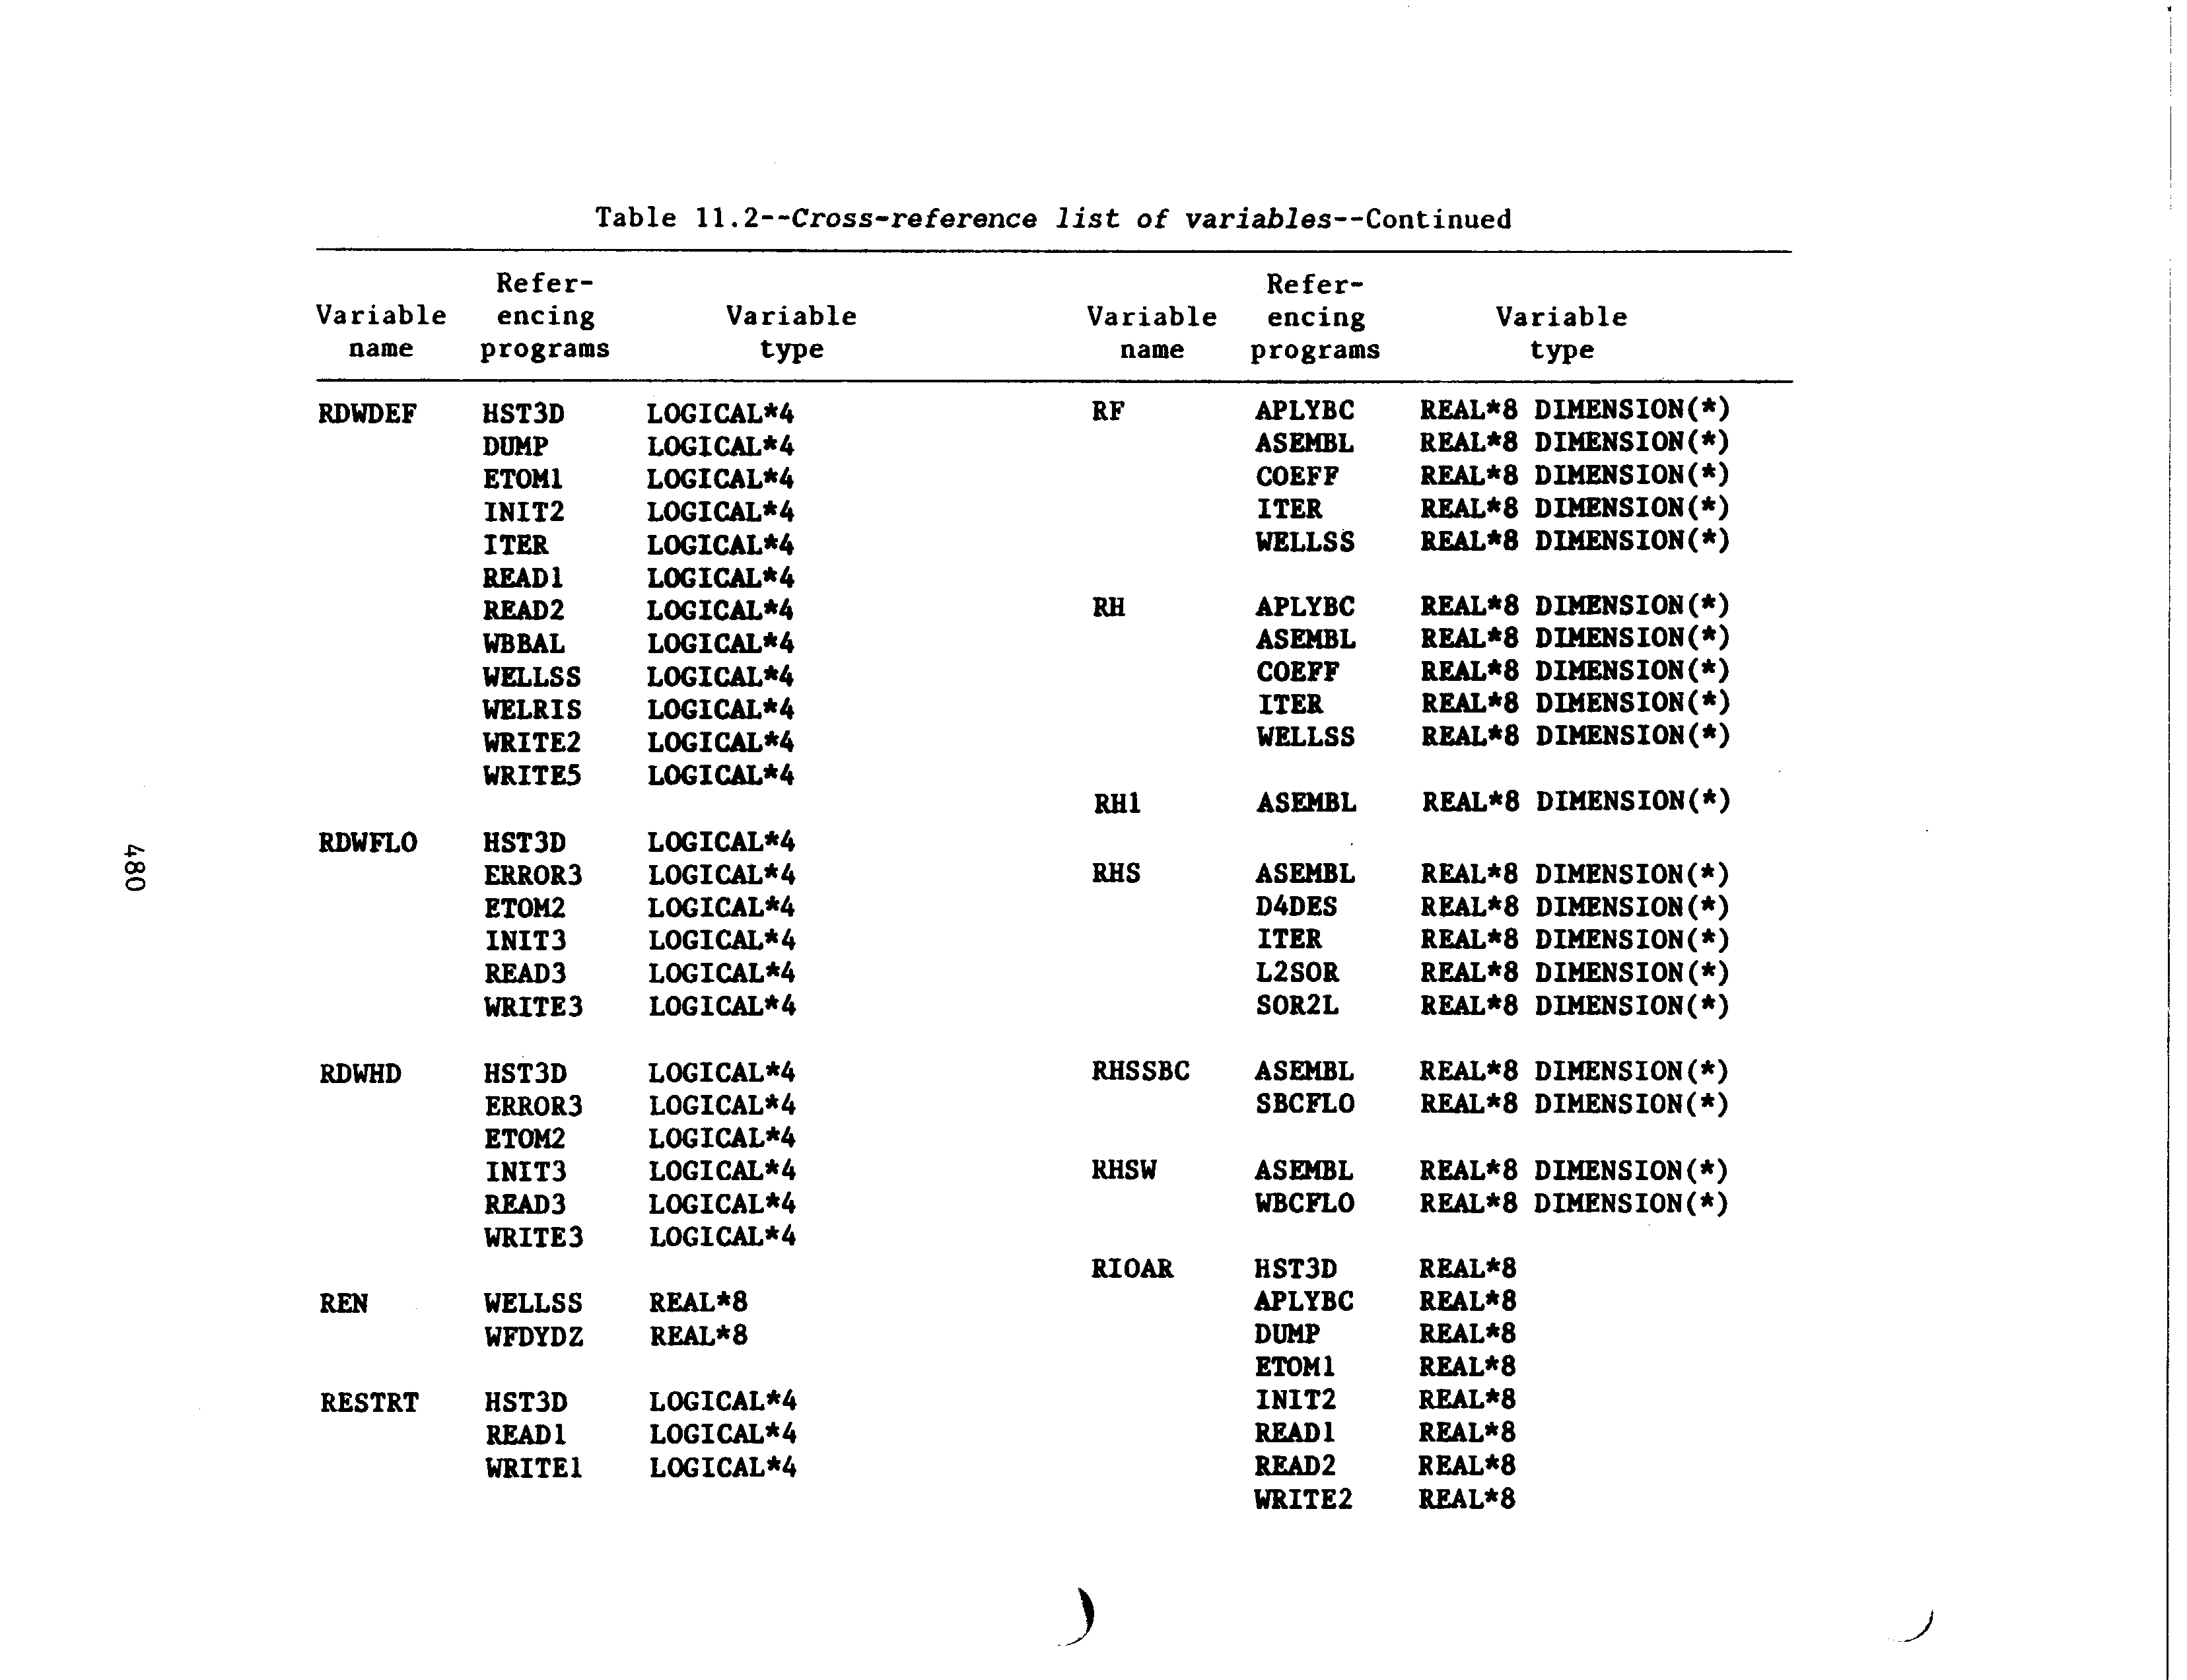 Table 11.2--Cross-reference list of variables--Continued
Variable name Refer-encing programs Variable type
RDWDEF HST3D LOGICAL*4
DUMP LOGICAL*4
ETOM1 LOGICAL*4
INIT2 LOGICAL*4
ITER LOGICAL*4
READ1 LOGICAL*4
READ2 LOGICAL*4
WBBAL LOGICAL*4
WELLSS LOGICAL*4
WELRIS LOGICAL*4
WRITE2 LOGICAL*4
WRITE5 LOGICAL*4
RDWFLO HST3D LOGICAL*4
ERROR3 LOGICAL*4
ETOM2 LOGICAL*4
INIT3 LOGICAL*4
READ3 LOGICAL*4
WRITE3 LOGICAL*4
RDWHD HST3D LOGICAL*4
ERROR3 LOGICAL*4
ETOM2 LOGICAL*4
INIT3 LOGICAL*4
READ3 LOGICAL*4
WRITE3 LOGICAL*4
REN WELLSS REAL*8
WFDYDZ REAL*8
RESTRT HST3D LOGICAL*4
READ1 LOGICAL*4
WRITE1 LOGICAL*4
Variable name Refer-encing programs Variable type
RF APLYBC REAL*8 DIMENSION(*)
ASEMBL REAL*8 DIMENSION(*)
COEFF REAL*8 DIMENSION(*)
ITER REAL*8 DIMENSION(*)
WELLSS REAL*8 DIMENSION(*)
RH APLYBC REAL*8 DIMENSION(*)
ASEMBL REAL*8 DIMENSION(*)
COEFF REAL*8 DIMENSION(*)
ITER REAL*8 DIMENSION(*)
WELLSS REAL*8 DIMENSION(*)
RH1 ASEMBL REAL*8 DIMENSION(*)
RHS ASEMBL REAL*8 DIMENSION(*)
D4DES REAL*8 DIMENSION(*)
ITER REAL*8 DIMENSION(*)
L2SOR REAL*8 DIMENSION(*)
SOR2L REAL*8 DIMENSION(*)
RHSSBC ASEMBL REAL*8 DIMENSION(*)
SBCFLO REAL*8 DIMENSION(*)
RHSW ASEMBL REAL*8 DIMENSION(*)
WBCFLO REAL*8 DIMENSION(*)
RIOAR HST3D REAL*8
APLYBC REAL*8
DUMP REAL*8
ETOM1 REAL*8
INIT2 REAL*8
READ1 REAL*8
READ2 REAL*8
WRITE2 REAL*8
480